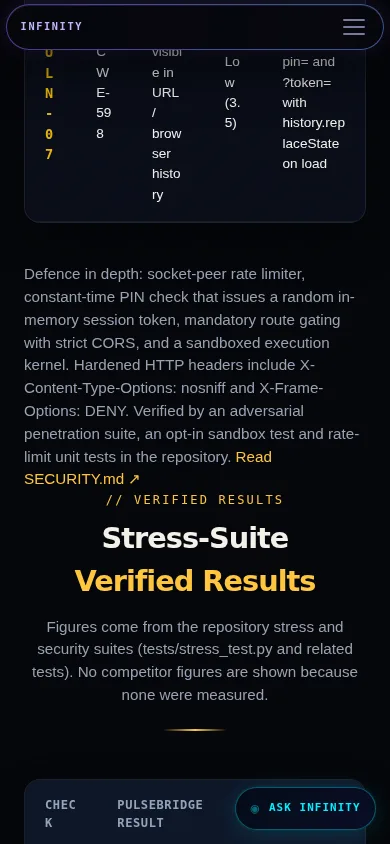 INFINITY
U
L
N
-
0
7
C
W
E-
59
8
visibl
e in
URL
/
brow
ser
histo
ry
Lo
w
(3.
5)
pin= and
?token=
with
history.rep
laceState
on load
Defence in depth: socket-peer rate limiter,
constant-time PIN check that issues a random in-
memory session token, mandatory route gating
with strict CORS, and a sandboxed execution
kernel. Hardened HTTP headers include X-
Content-Type-Options: nosniff and X-Frame-
Options: DENY. Verified by an adversarial
penetration suite, an opt-in sandbox test and rate-
limit unit tests in the repository. Read
SECURITY.md ↗
// VERIFIED RESULTS
Stress-Suite
Verified Results
Figures come from the repository stress and
security suites (tests/stress_test.py and related
tests). No competitor figures are shown because
none were measured.
CHEC
K
PULSEBRIDGE
RESULT
◉ ASK INFINITY